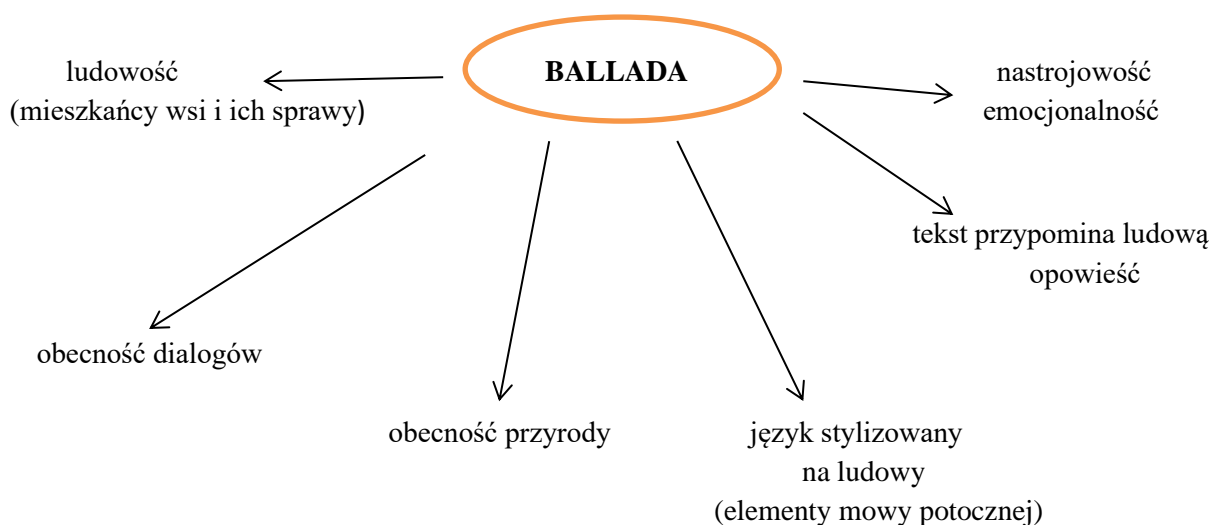 BALLADA
ludowość
(mieszkańcy wsi i ich sprawy)
nastrojowość
emocjonalność
tekst przypomina ludową
opowieść
obecność dialogów
obecność przyrody
język stylizowany
na ludowy
(elementy mowy potocznej)